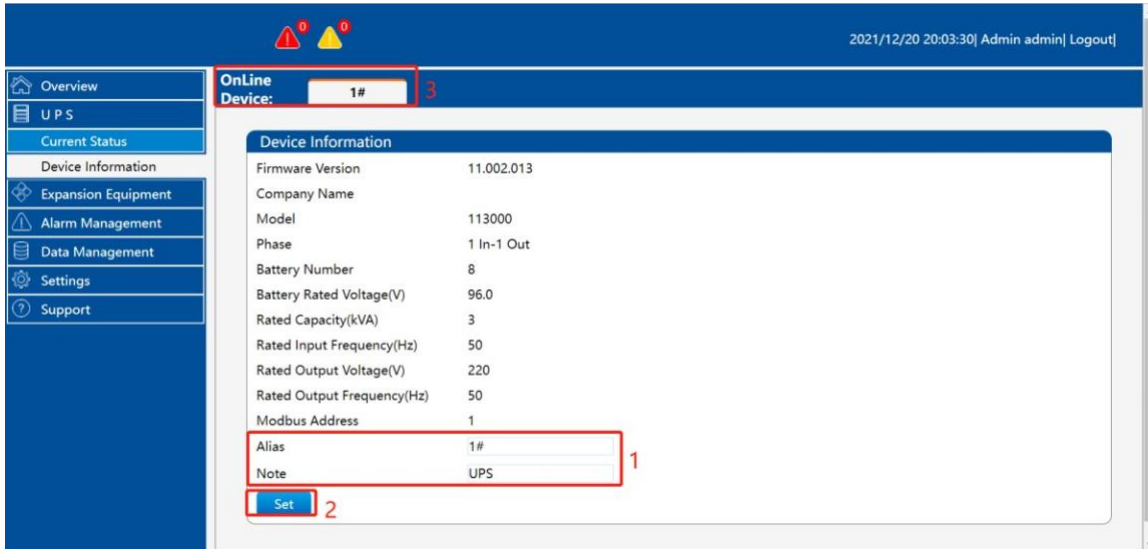 0 0
2021/12/20 20:03:30| Admin admin| Logout|
Overview
UPS
Current Status
Device Information
Expansion Equipment
Alarm Management
Data Management
Settings
Support
OnLine
Device:
1#
3
Device Information
Firmware Version 11.002.013
Company Name
Model 113000
Phase 1 In-1 Out
Battery Number 8
Battery Rated Voltage(V) 96.0
Rated Capacity(kVA) 3
Rated Input Frequency(Hz) 50
Rated Output Voltage(V) 220
Rated Output Frequency(Hz) 50
Modbus Address 1
Alias 1#
Note UPS
1
Set
2